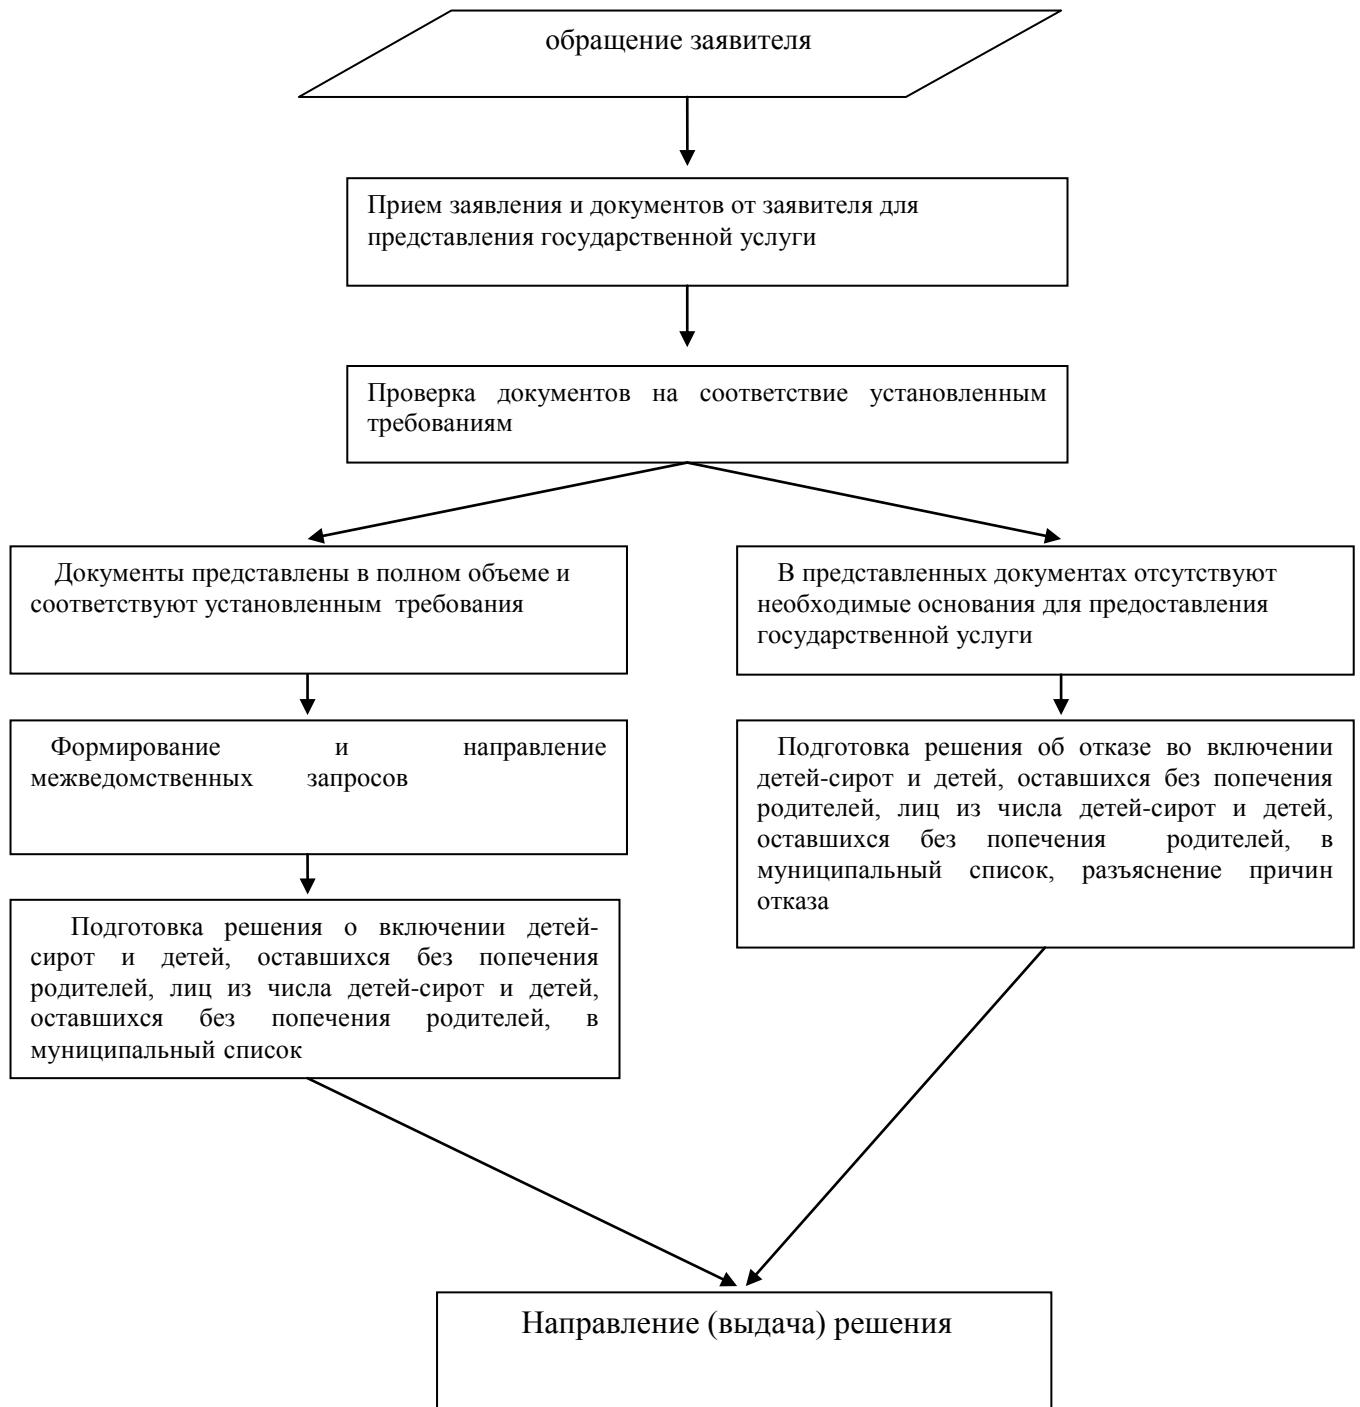 обращение заявителя
Прием заявления и документов от заявителя для
представления государственной услуги
Проверка документов на соответствие установленным
требованиям
Документы представлены в полном объеме и
соответствуют установленным требования
В представленных документах отсутствуют
необходимые основания для предоставления
государственной услуги
Формирование и направление
межведомственных запросов
Подготовка решения об отказе во включении
детей-сирот и детей, оставшихся без попечения
родителей, лиц из числа детей-сирот и детей,
оставшихся без попечения родителей, в
муниципальный список, разъяснение причин
отказа
Подготовка решения о включении детей-
сирот и детей, оставшихся без попечения
родителей, лиц из числа детей-сирот и детей,
оставшихся без попечения родителей, в
муниципальный список
Направление (выдача) решения